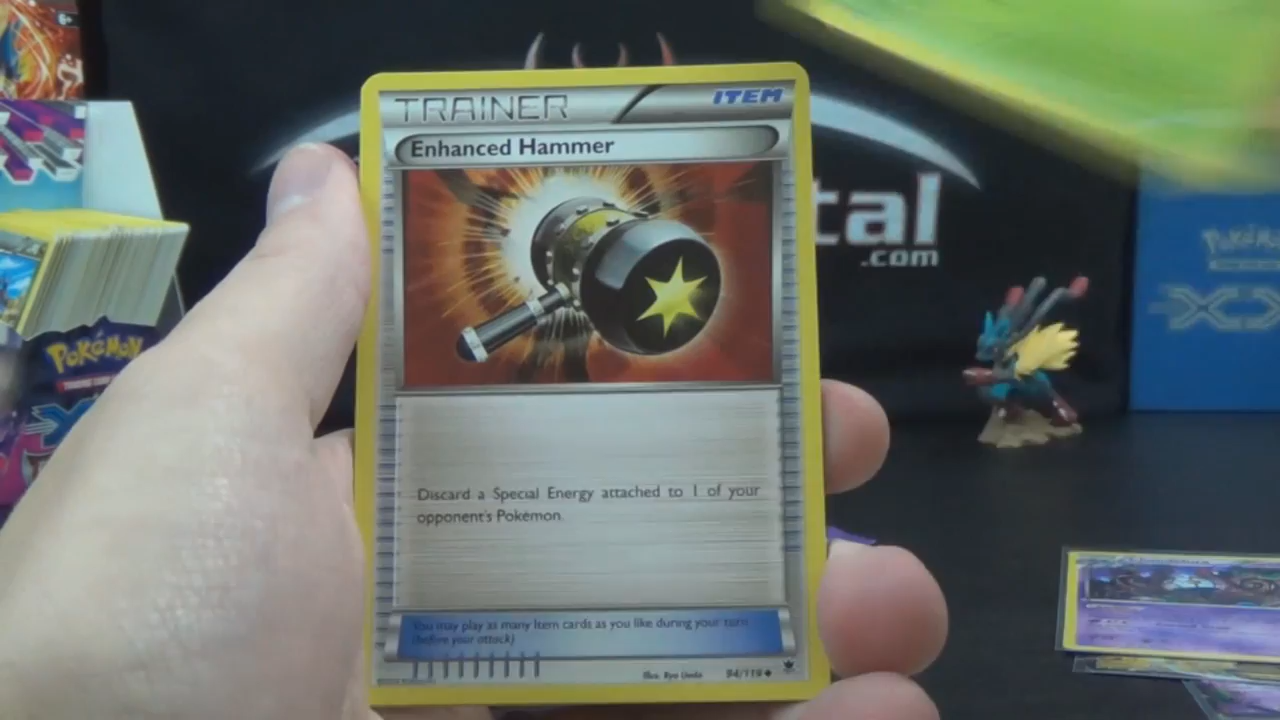 6+
TRAINER
ITEM
Enhanced Hammer
tal
.com
Pokémon
Discard a Special Energy attached to 1 of your
opponent's Pokémon.
You may play as many Item cards as you like during your turn
(before your attack)
Illus. Ryo Ueda
94/119
POKéMON
XY